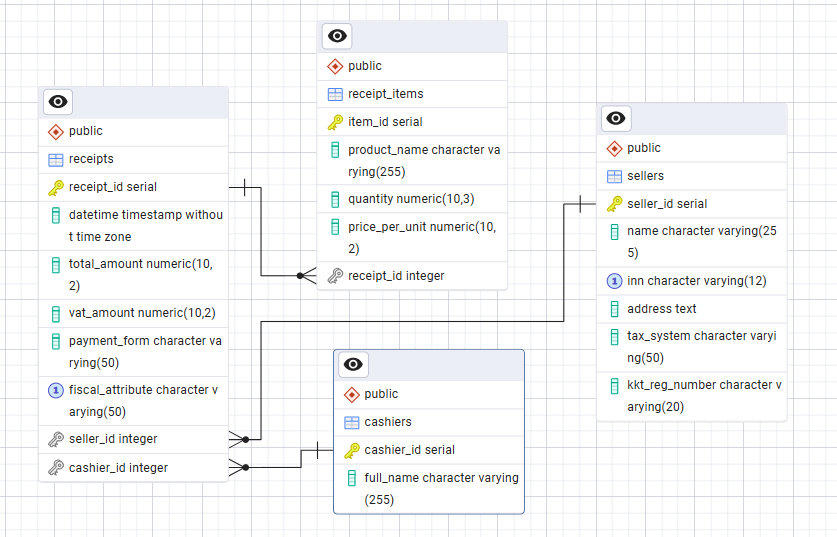 public
receipts
receipt_id serial
datetime timestamp withou
t time zone
total_amount numeric(10,
2)
vat_amount numeric(10,2)
payment_form character va
rying(50)
1
fiscal_attribute character v
arying(50)
seller_id integer
cashier_id integer
public
receipt_items
item_id serial
product_name character va
rying(255)
quantity numeric(10,3)
price_per_unit numeric(10,
2)
receipt_id integer
public
cashiers
cashier_id serial
full_name character varying
(255)
public
sellers
seller_id serial
name character varying(25
5)
1
inn character varying(12)
address text
tax_system character varyi
ng(50)
kkt_reg_number character v
arying(20)